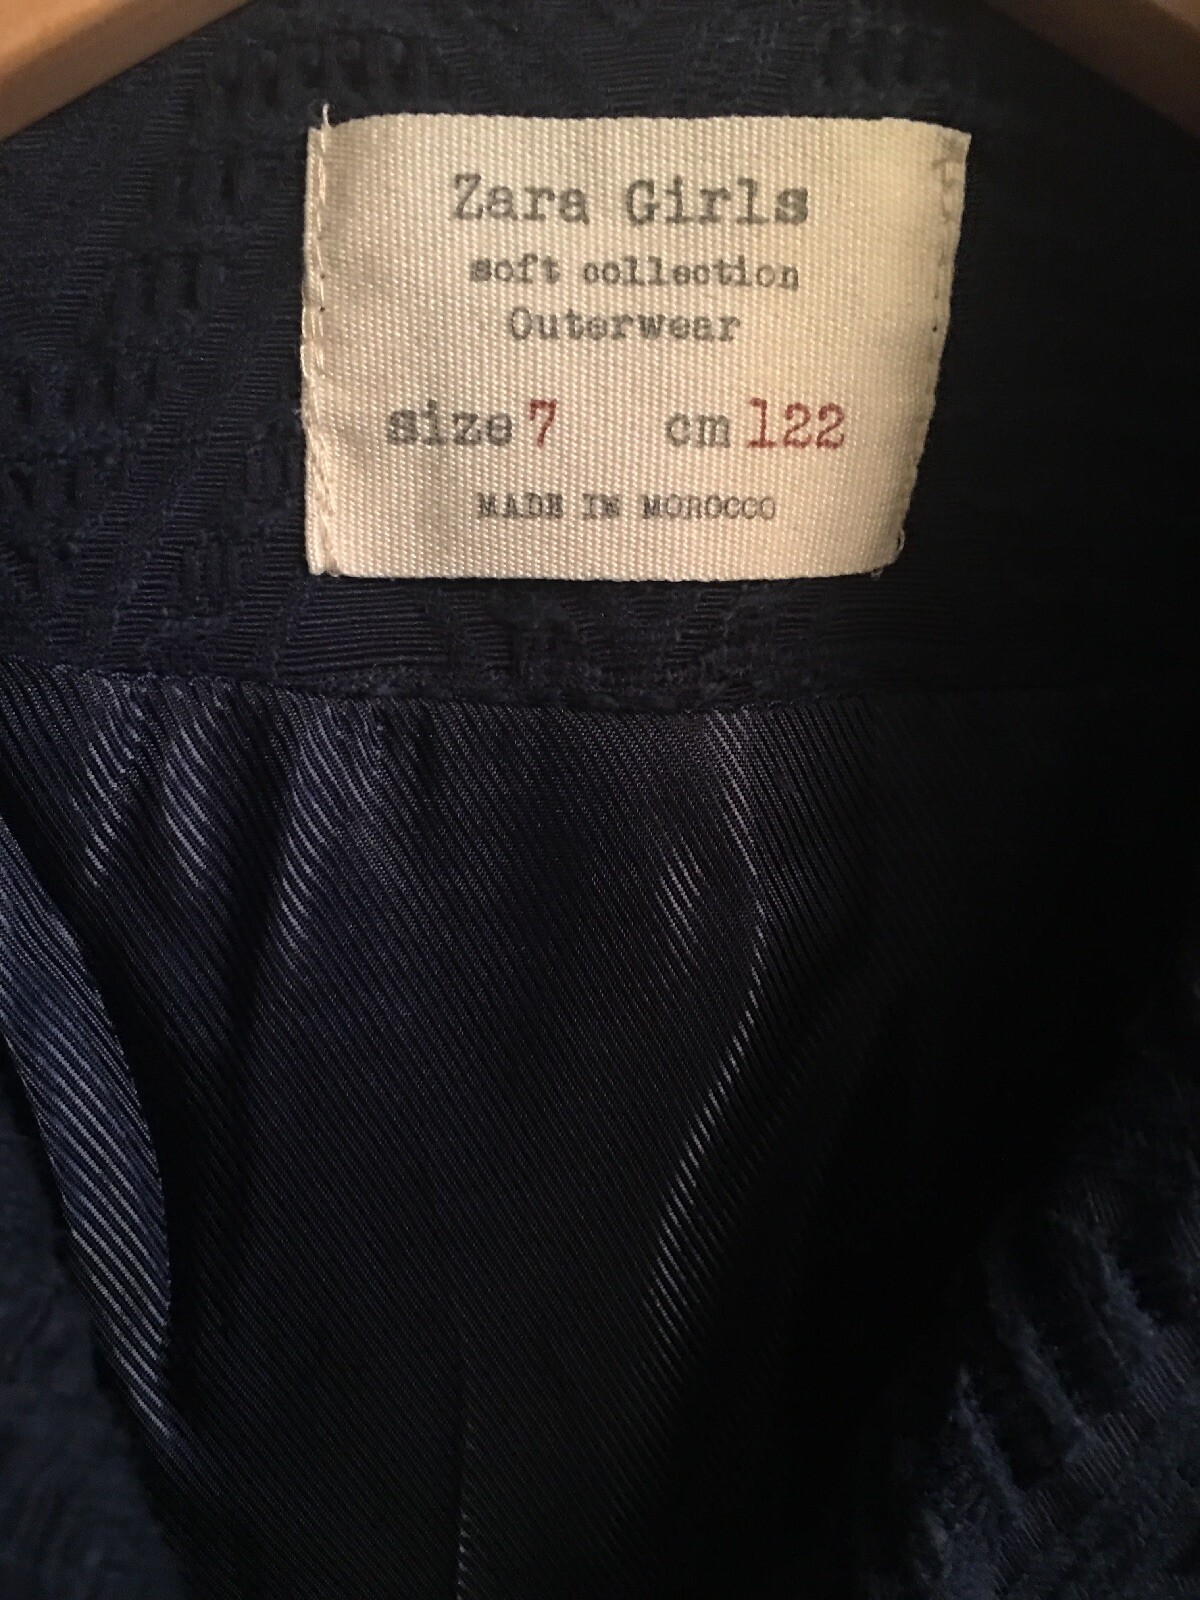 Zara Girls
soft collection
Outerwear
size 7 cm 122
MADE IN MOROCCO